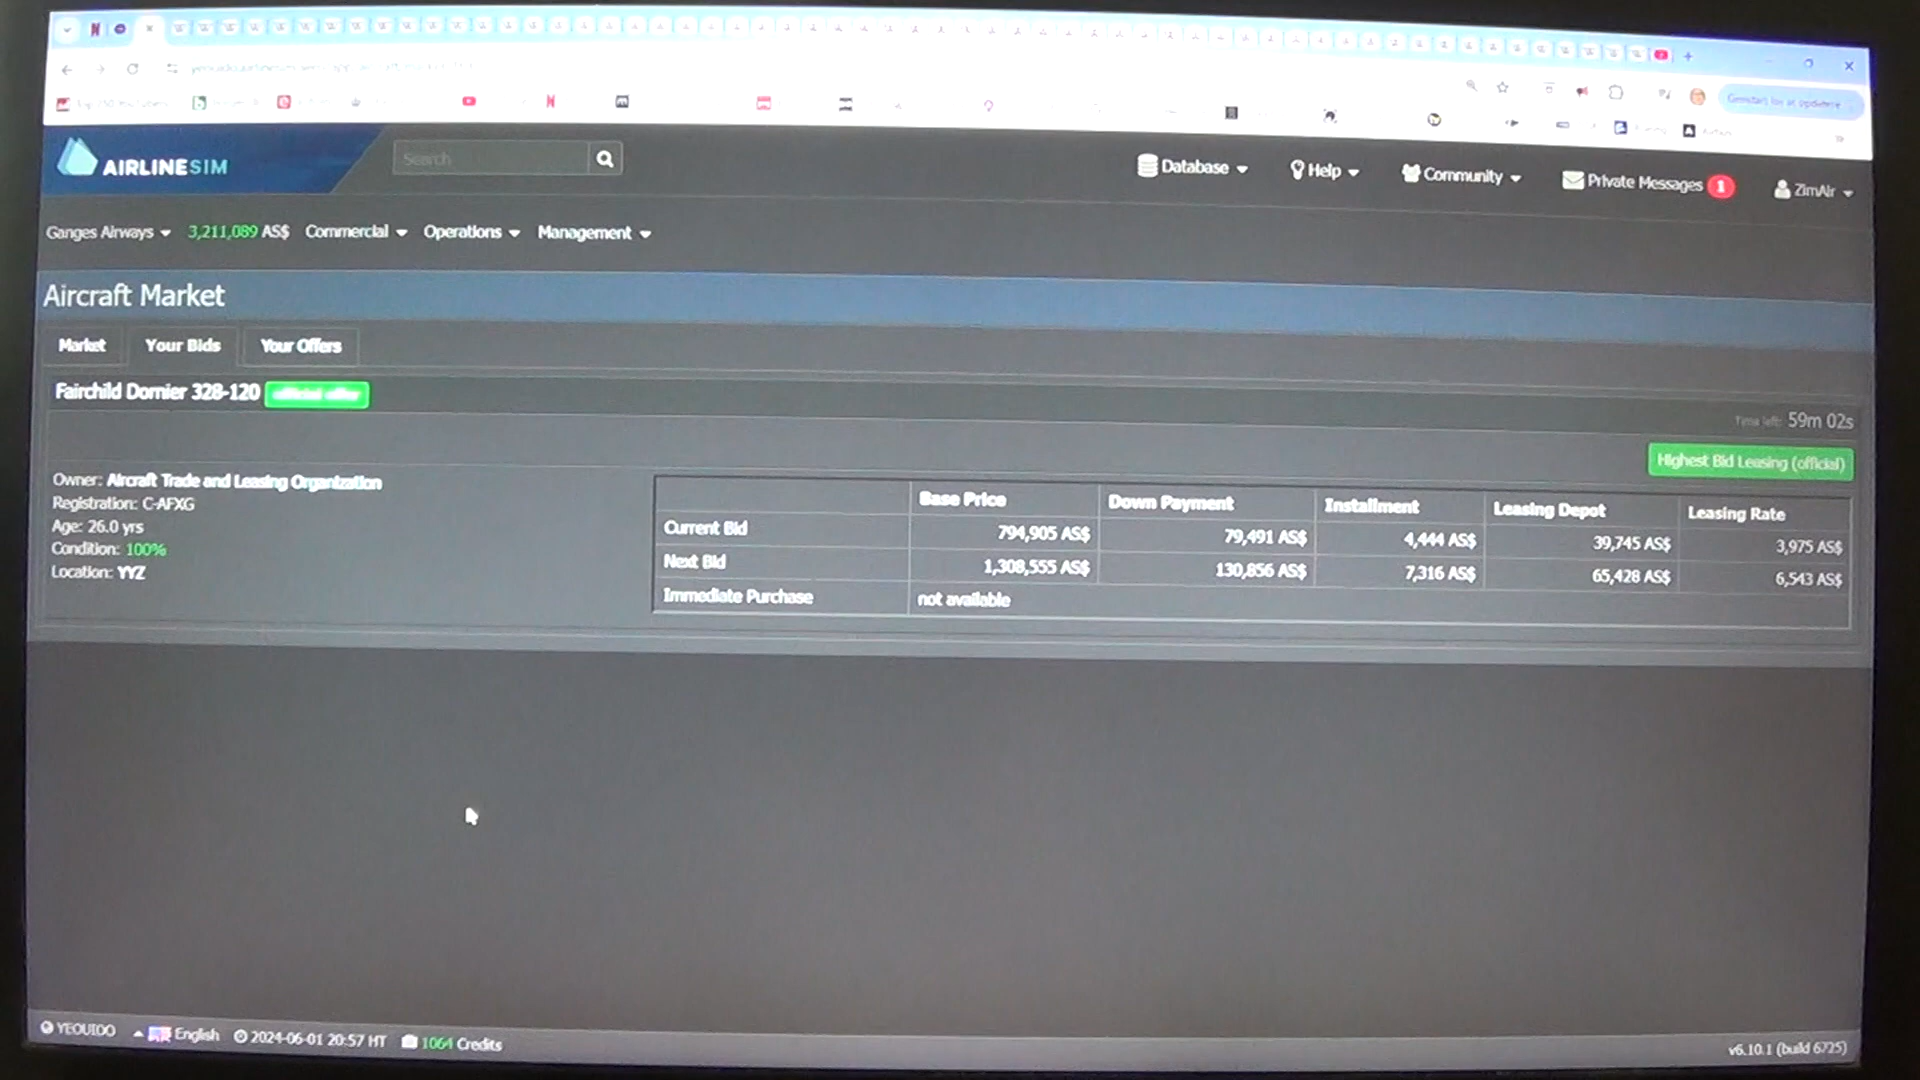 AIRLINESIM
Search
Database
Help
Community
Private Messages 1
ZimAir
Ganges Airways
3,211,089 AS$
Commercial
Operations
Management
Aircraft Market
Market
Your Bids
Your Offers
Fairchild Dornier 328-120 official offer
Time left: 59m 02s
Highest Bid Leasing (official)
Owner: Aircraft Trade and Leasing Organization
Registration: C-AFXG
Age: 26.0 yrs
Condition: 100%
Location: YYZ
Base Price Down Payment Installment Leasing Depot Leasing Rate
Current Bid 794,905 AS$ 79,491 AS$ 4,444 AS$ 39,745 AS$ 3,975 AS$
Next Bid 1,308,555 AS$ 130,856 AS$ 7,316 AS$ 65,428 AS$ 6,543 AS$
Immediate Purchase not available
YEOUIDO
English
2024-06-01 20:57 HT
1064 Credits
v6.10.1 (build 6725)